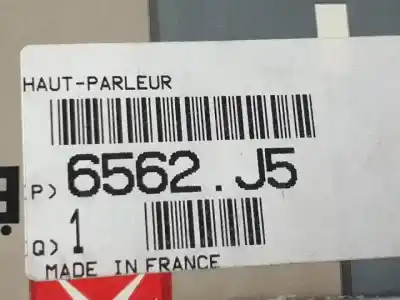 HAUT-PARLEUR
(P) 6562.J5
(Q) 1
MADE IN FRANCE